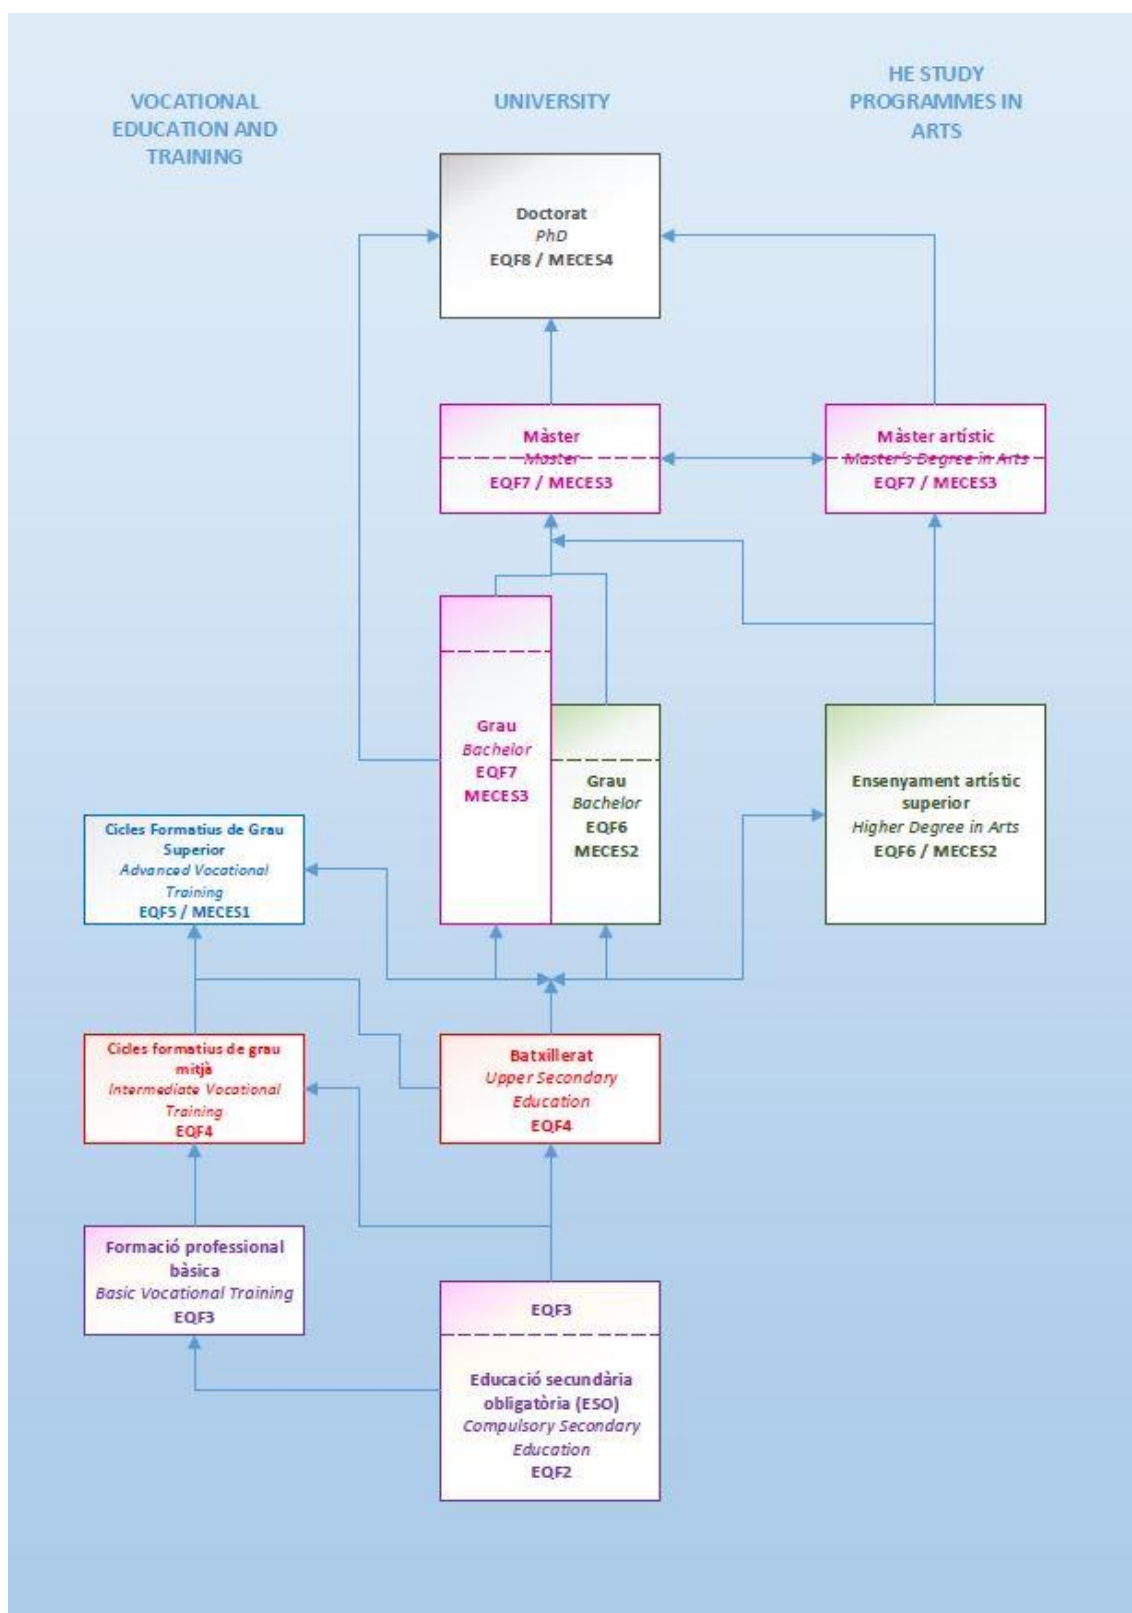 VOCATIONAL
EDUCATION AND
TRAINING
UNIVERSITY
HE STUDY
PROGRAMMES IN
ARTS
Doctorat
PhD
EQF8 / MECES4
Màster
Master
EQF7 / MECES3
Màster artístic
Master's Degree in Arts
EQF7 / MECES3
Grau
Bachelor
EQF7
MECES3
Grau
Bachelor
EQF6
MECES2
Ensenyament artístic
superior
Higher Degree in Arts
EQF6 / MECES2
Cicles Formatius de Grau
Superior
Advanced Vocational
Training
EQF5 / MECES1
Cicles formatius de grau
mitjà
Intermediate Vocational
Training
EQF4
Batxillerat
Upper Secondary
Education
EQF4
Formació professional
bàsica
Basic Vocational Training
EQF3
EQF3
Educació secundària
obligatòria (ESO)
Compulsory Secondary
Education
EQF2